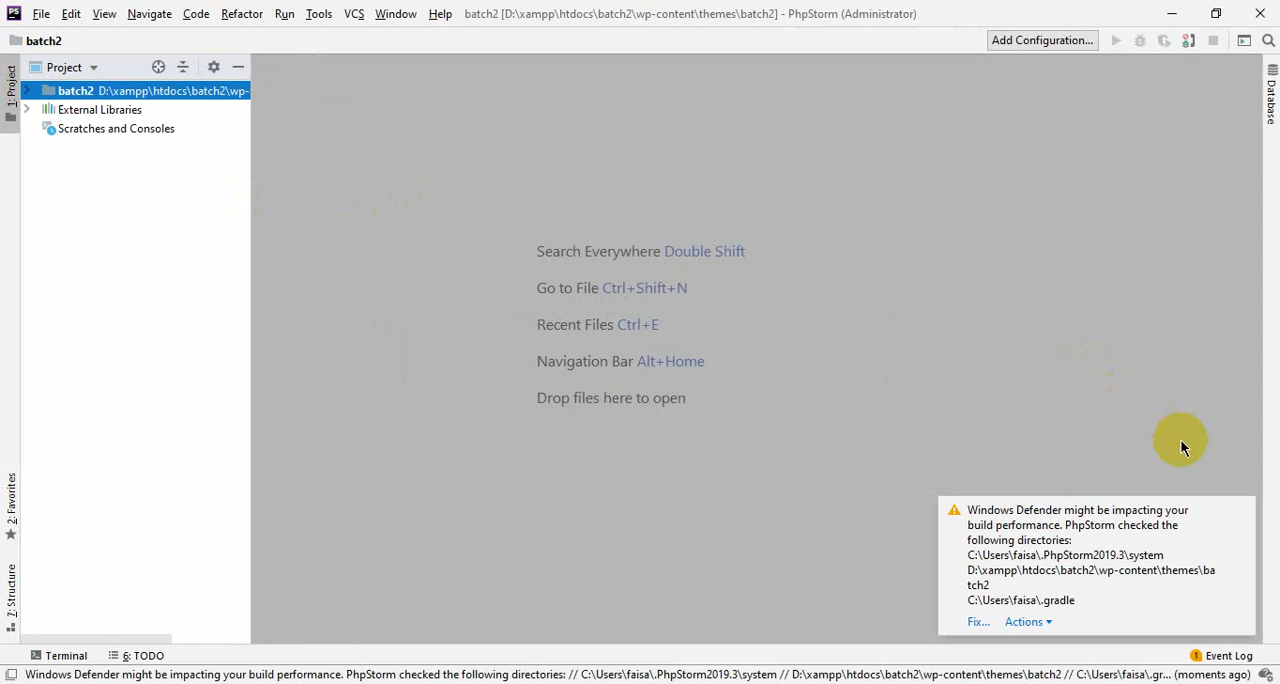 PS File Edit View Navigate Code Refactor Run Tools VCS Window Help batch2 [D:\xampp\htdocs\batch2\wp-content\themes\batch2] - PhpStorm (Administrator)
batch2 Add Configuration...
1: Project
Project
batch2 D:\xampp\htdocs\batch2\wp-
External Libraries
Scratches and Consoles
Database
Search Everywhere Double Shift
Go to File Ctrl+Shift+N
Recent Files Ctrl+E
Navigation Bar Alt+Home
Drop files here to open
2: Favorites
Z: Structure
Windows Defender might be impacting your
build performance. PhpStorm checked the
following directories:
C:\Users\faisa\.PhpStorm2019.3\system
D:\xampp\htdocs\batch2\wp-content\themes\ba
tch2
C:\Users\faisa\.gradle
Fix... Actions
Terminal 6: TODO 1 Event Log
Windows Defender might be impacting your build performance. PhpStorm checked the following directories: // C:\Users\faisa\.PhpStorm2019.3\system // D:\xampp\htdocs\batch2\wp-content\themes\batch2 // C:\Users\faisa\.gr... (moments ago)